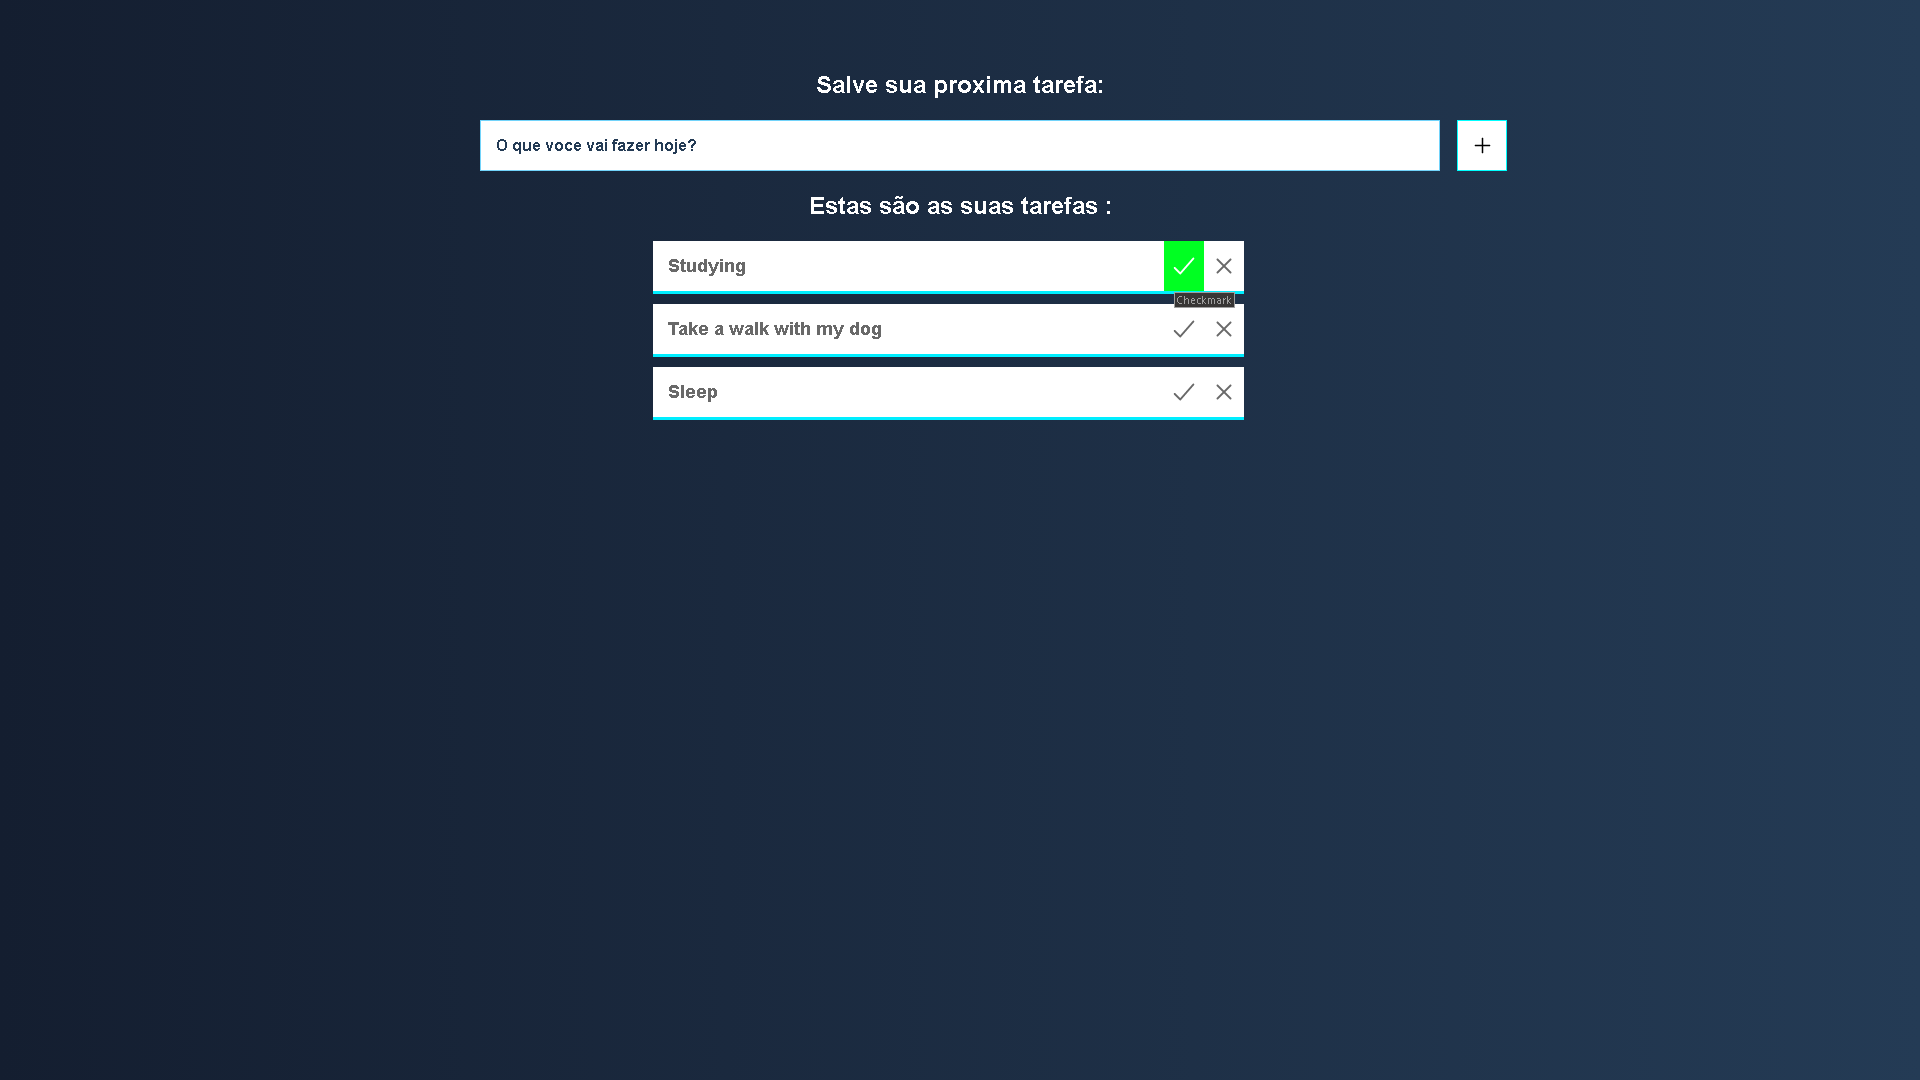 Salve sua proxima tarefa:
O que voce vai fazer hoje?
Estas são as suas tarefas :
Studying
Checkmark
Take a walk with my dog
Sleep